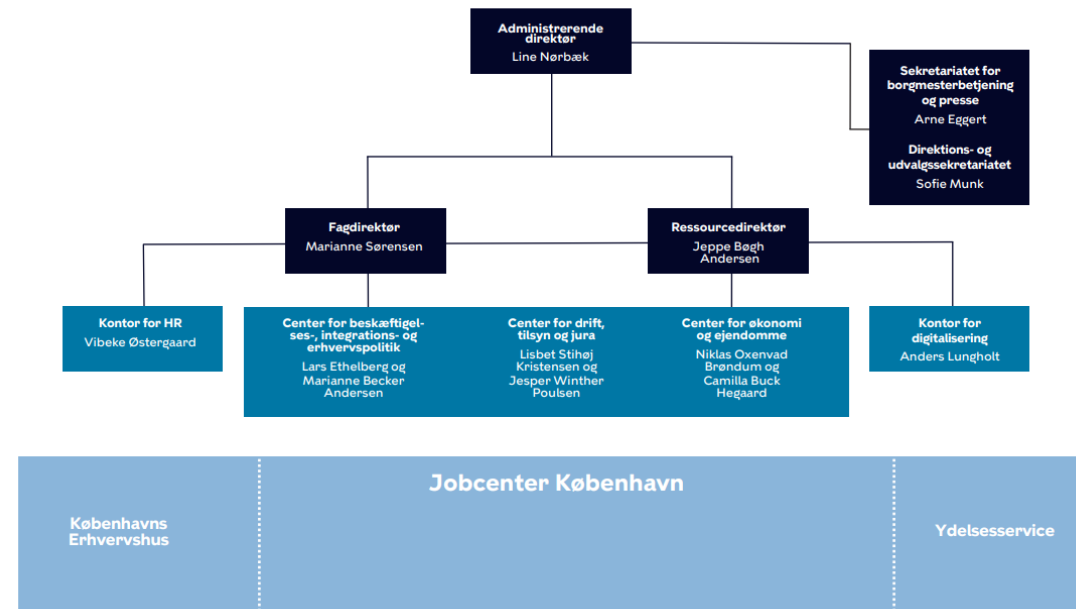 Administrerende
direktør
Line Nørbæk
Sekretariatet for
borgmesterbetjening
og presse
Arne Eggert
Direktions- og
udvalgssekretariatet
Sofie Munk
Fagdirektør
Marianne Sørensen
Ressourcedirektør
Jeppe Bøgh
Andersen
Kontor for HR
Vibeke Østergaard
Center for beskæftigel-
ses-, integrations- og
erhvervspolitik
Lars Ethelberg og
Marianne Becker
Andersen
Center for drift,
tilsyn og jura
Lisbet Stihøj
Kristensen og
Jesper Winther
Poulsen
Center for økonomi
og ejendomme
Niklas Oxenvad
Brøndum og
Camilla Buck
Hegaard
Kontor for
digitalisering
Anders Lungholt
Jobcenter København
Københavns
Erhvervshus
Ydelsesservice